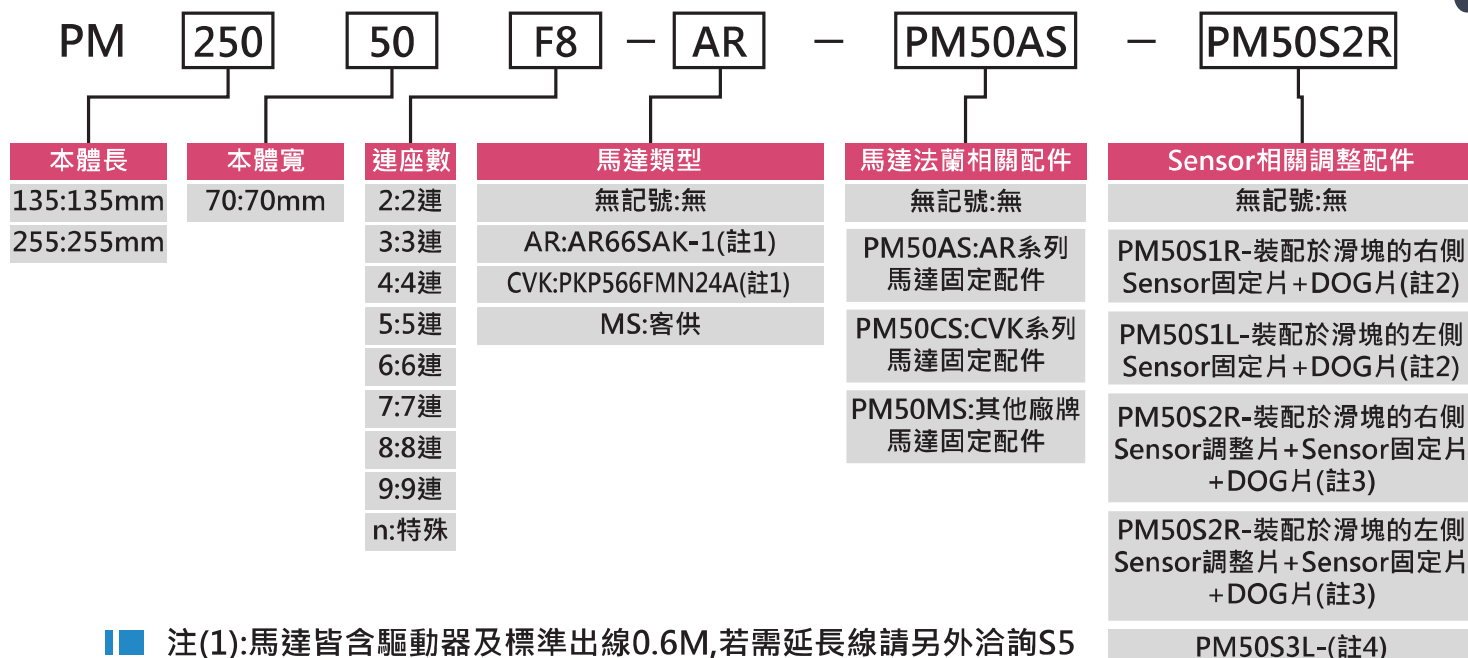 PM 250 50 F8 － AR － PM50AS － PM50S2R
本體長
135:135mm
255:255mm
本體寬
70:70mm
連座數
2:2連
3:3連
4:4連
5:5連
6:6連
7:7連
8:8連
9:9連
n:特殊
馬達類型
無記號:無
AR:AR66SAK-1(註1)
CVK:PKP566FMN24A(註1)
MS:客供
馬達法蘭相關配件
無記號:無
PM50AS:AR系列
馬達固定配件
PM50CS:CVK系列
馬達固定配件
PM50MS:其他廠牌
馬達固定配件
Sensor相關調整配件
無記號:無
PM50S1R-裝配於滑塊的右側
Sensor固定片+DOG片(註2)
PM50S1L-裝配於滑塊的左側
Sensor固定片+DOG片(註2)
PM50S2R-裝配於滑塊的右側
Sensor調整片+Sensor固定片
+DOG片(註3)
PM50S2R-裝配於滑塊的左側
Sensor調整片+Sensor固定片
+DOG片(註3)
PM50S3L-(註4)
注(1):馬達皆含驅動器及標準出線0.6M,若需延長線請另外洽詢S5